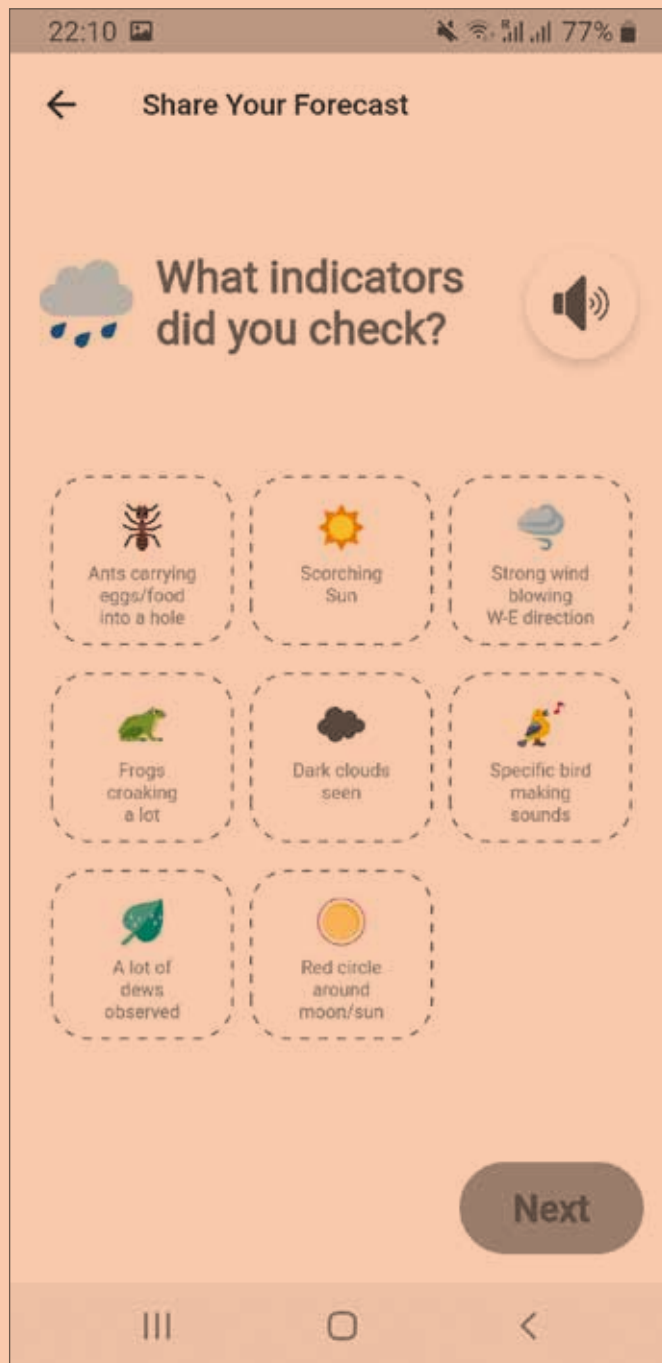 22:10
77%
Share Your Forecast
What indicators
did you check?
Ants carrying
eggs/food
into a hole
Scorching
Sun
Strong wind
blowing
W-E direction
Frogs
croaking
a lot
Dark clouds
seen
Specific bird
making
sounds
A lot of
dews
observed
Red circle
around
moon/sun
Next